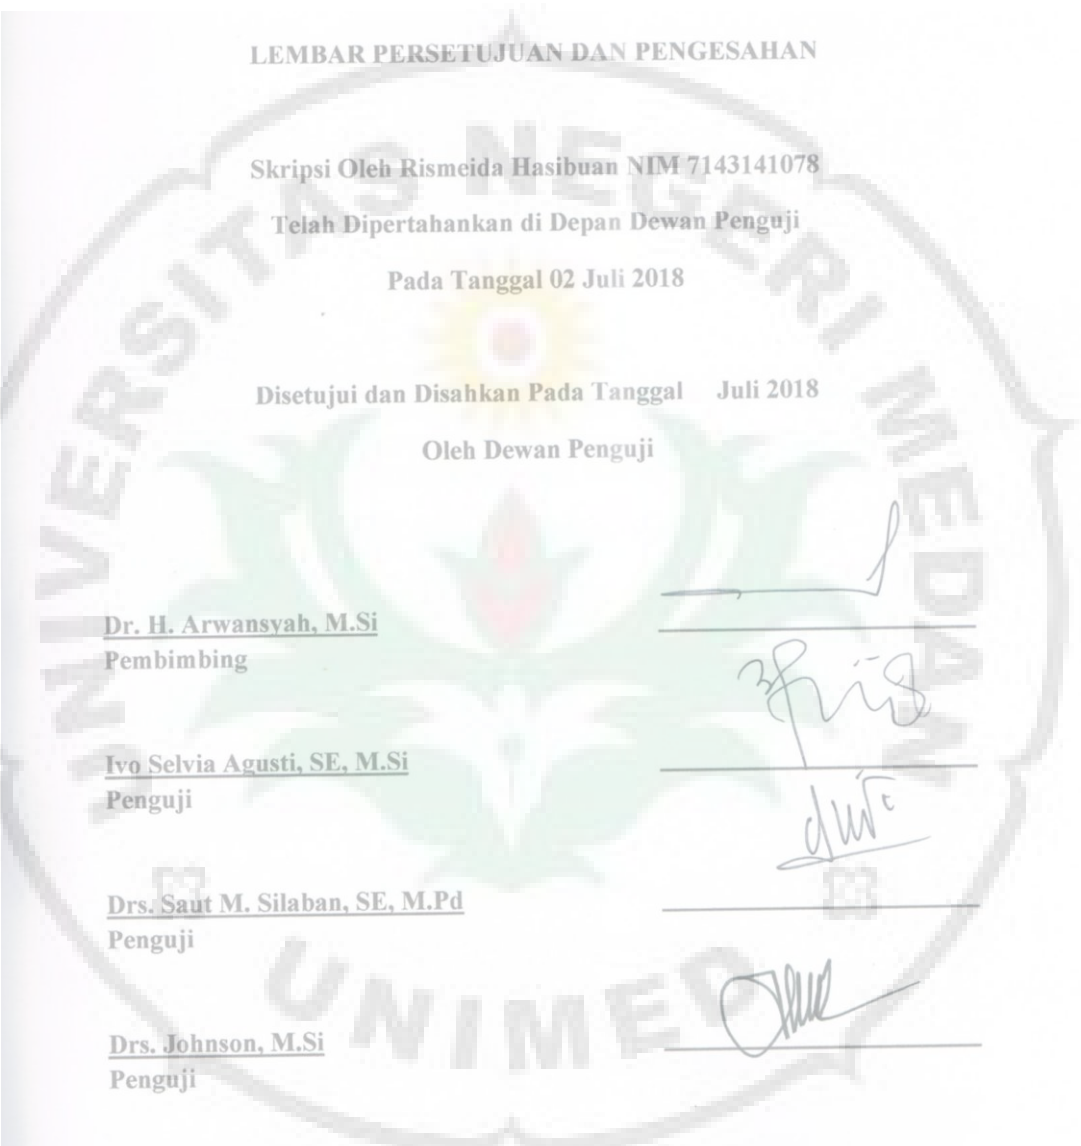 LEMBAR PERSETUJUAN DAN PENGESAHAN
Skripsi Oleh Rismeida Hasibuan NIM 7143141078
Telah Dipertahankan di Depan Dewan Penguji
Pada Tanggal 02 Juli 2018
Disetujui dan Disahkan Pada Tanggal Juli 2018
Oleh Dewan Penguji
Dr. H. Arwansyah, M.Si
Pembimbing
Ivo Selvia Agusti, SE, M.Si
Penguji
Drs. Saut M. Silaban, SE, M.Pd
Penguji
Drs. Johnson, M.Si
Penguji
UNIVERSITAS NEGERI MEDAN
UNIMED